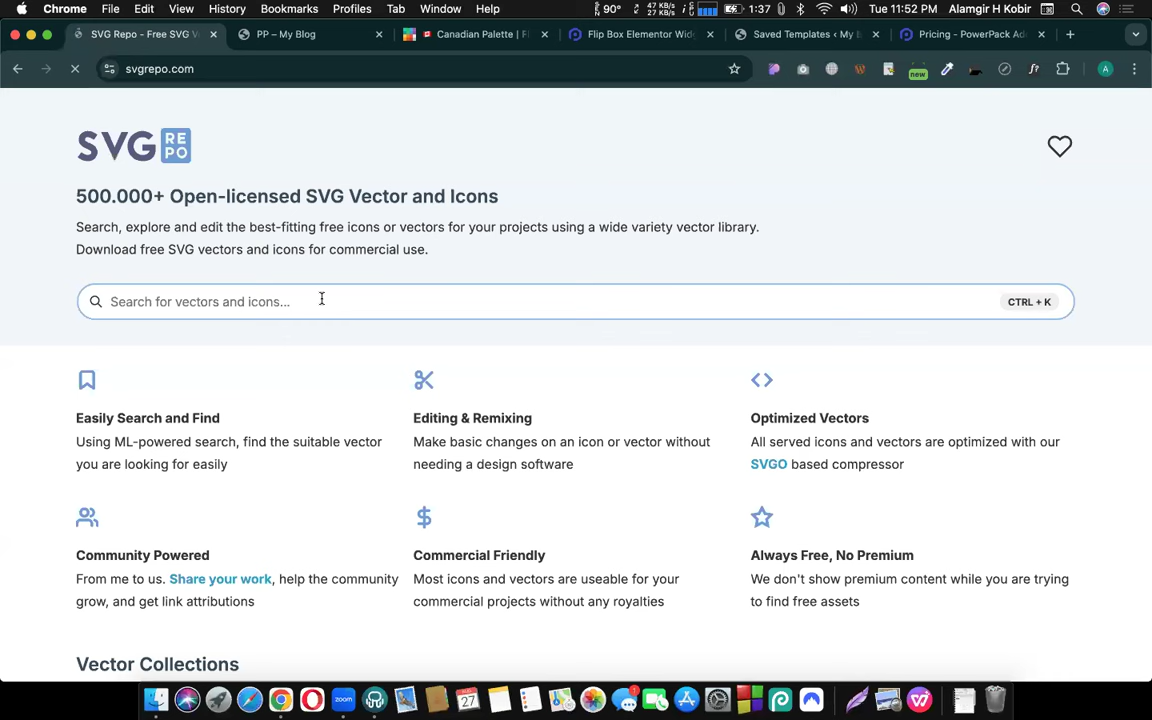 Chrome File Edit View History Bookmarks Profiles Tab Window Help 90° 47 KB/s 27 KB/s 1:37 Tue 11:52 PM Alamgir H Kobir
SVG Repo - Free SVG V PP – My Blog Canadian Palette | F Flip Box Elementor Wid Saved Templates ‹ My B Pricing - PowerPack Ad
svgrepo.com new f? A
SVG RE PO
500.000+ Open-licensed SVG Vector and Icons
Search, explore and edit the best-fitting free icons or vectors for your projects using a wide variety vector library.
Download free SVG vectors and icons for commercial use.
Search for vectors and icons... CTRL + K
Easily Search and Find
Using ML-powered search, find the suitable vector
you are looking for easily
Editing & Remixing
Make basic changes on an icon or vector without
needing a design software
Optimized Vectors
All served icons and vectors are optimized with our
SVGO based compressor
Community Powered
From me to us. Share your work, help the community
grow, and get link attributions
Commercial Friendly
Most icons and vectors are useable for your
commercial projects without any royalties
Always Free, No Premium
We don't show premium content while you are trying
to find free assets
Vector Collections
zoom 27 1